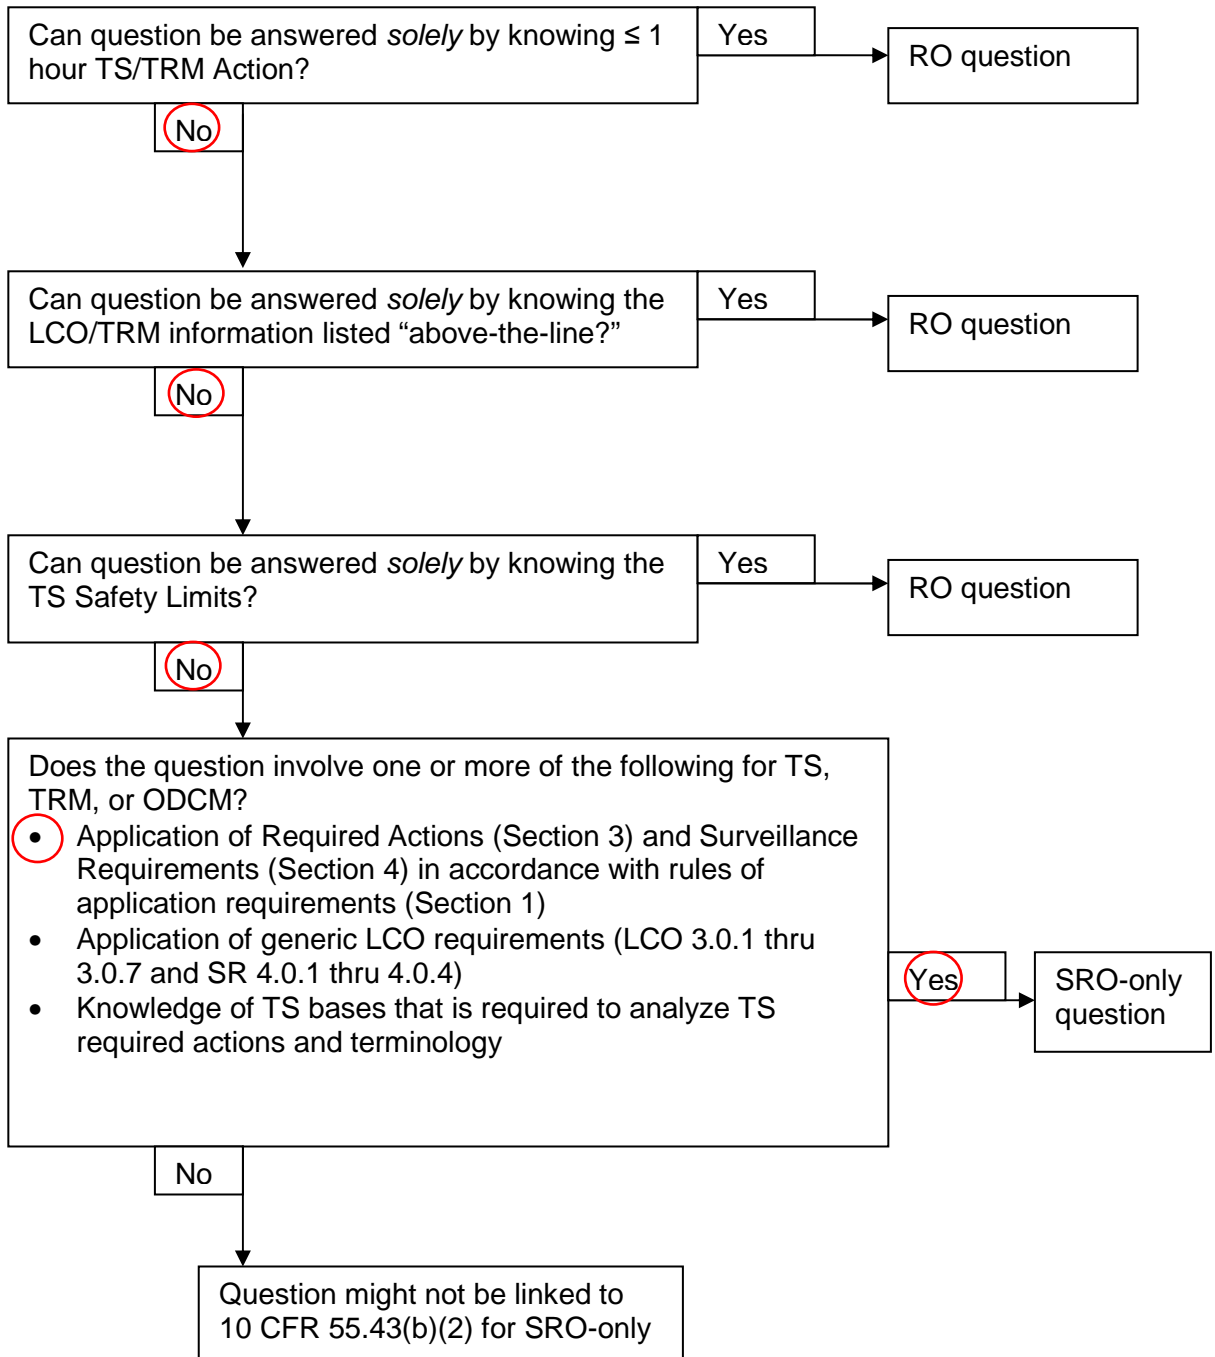 Can question be answered solely by knowing ≤ 1
hour TS/TRM Action?
Yes
RO question
No
Can question be answered solely by knowing the
LCO/TRM information listed “above-the-line?”
Yes
RO question
No
Can question be answered solely by knowing the
TS Safety Limits?
Yes
RO question
No
Does the question involve one or more of the following for TS,
TRM, or ODCM?
• Application of Required Actions (Section 3) and Surveillance
Requirements (Section 4) in accordance with rules of
application requirements (Section 1)
• Application of generic LCO requirements (LCO 3.0.1 thru
3.0.7 and SR 4.0.1 thru 4.0.4)
• Knowledge of TS bases that is required to analyze TS
required actions and terminology
Yes
SRO-only
question
No
Question might not be linked to
10 CFR 55.43(b)(2) for SRO-only